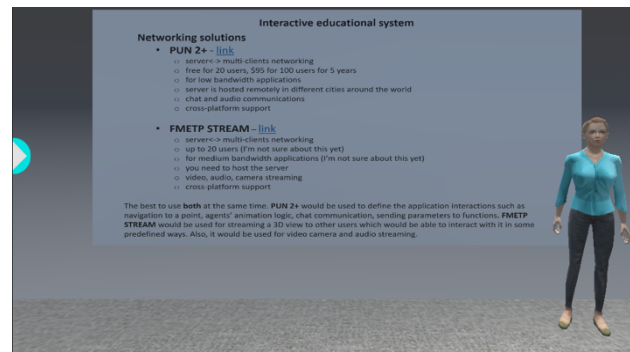 Interactive educational system
Networking solutions
• PUN 2+ - link
o server<-> multi-clients networking
o free for 20 users, $95 for 100 users for 5 years
o for low bandwidth applications
o server is hosted remotely in different cities around the world
o chat and audio communications
o cross-platform support
• FMETP STREAM – link
o server<-> multi-clients networking
o up to 20 users (I'm not sure about this yet)
o for medium bandwidth applications (I'm not sure about this yet)
o you need to host the server
o video, audio, camera streaming
o cross-platform support
The best to use both at the same time. PUN 2+ would be used to define the application interactions such as
navigation to a point, agents' animation logic, chat communication, sending parameters to functions. FMETP
STREAM would be used for streaming a 3D view to other users which would be able to interact with it in some
predefined ways. Also, it would be used for video camera and audio streaming.